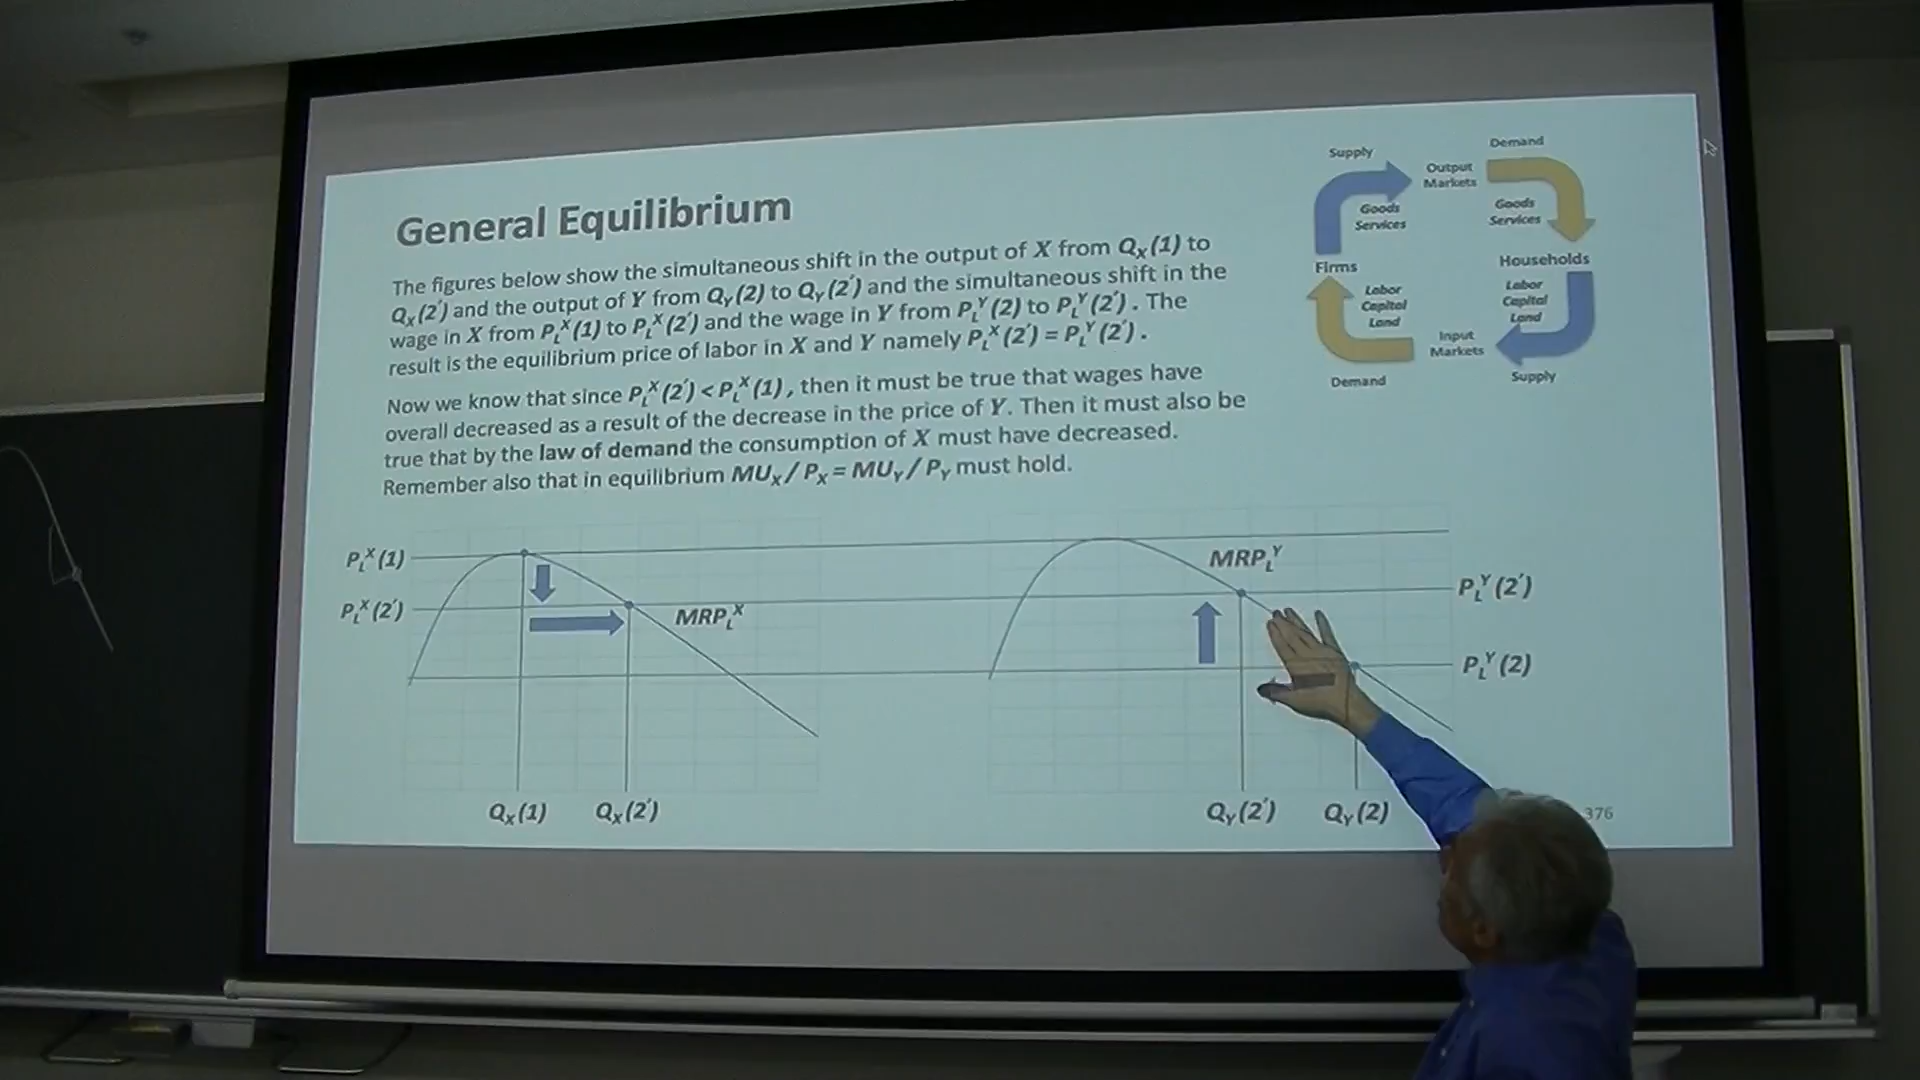 General Equilibrium
The figures below show the simultaneous shift in the output of X from Qx(1) to
Qx(2′) and the output of Y from QY(2) to QY(2′) and the simultaneous shift in the
wage in X from PLX(1) to PLX(2′) and the wage in Y from PLY(2) to PLY(2′). The
result is the equilibrium price of labor in X and Y namely PLX(2′) = PLY(2′).
Now we know that since PLX(2′) < PLX(1), then it must be true that wages have
overall decreased as a result of the decrease in the price of Y. Then it must also be
true that by the law of demand the consumption of X must have decreased.
Remember also that in equilibrium MUx / Px = MUY / PY must hold.
Supply
Demand
Output
Markets
Goods
Services
Goods
Services
Firms
Households
Labor
Capital
Land
Labor
Capital
Land
Input
Markets
Demand
Supply
PLX(1)
PLX(2′)
MRPLX
Qx(1)
Qx(2′)
MRPLY
PLY(2′)
PLY(2)
QY(2′)
QY(2)
376